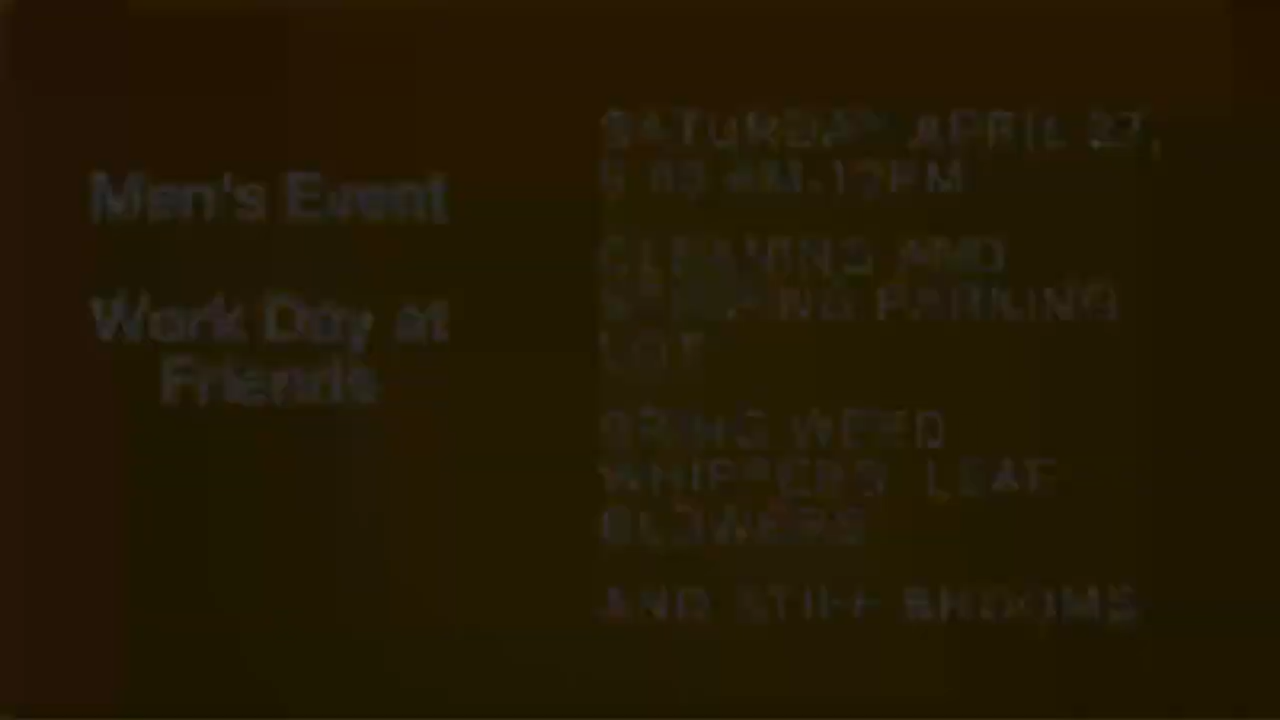 Men's Event
Work Day at
Friends
SATURDAY APRIL 27,
AM-12PM
CLEANING AND
STRIPING PARKING
LOT
BRING WEED
WHIPPERS LEAF
BLOWERS
AND STIFF BROOMS